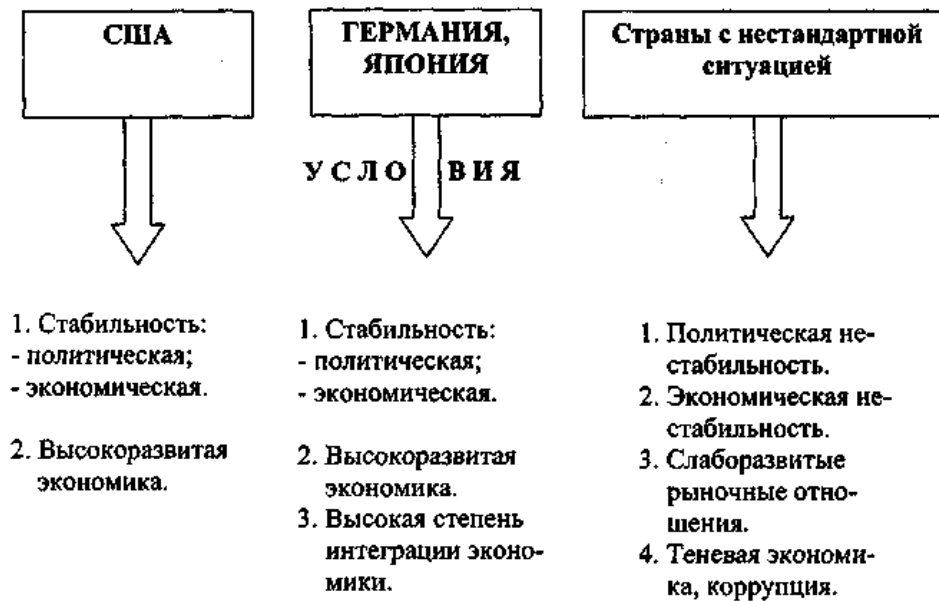 США
ГЕРМАНИЯ,
ЯПОНИЯ
Страны с нестандартной
ситуацией
УСЛОВИЯ
1. Стабильность:
- политическая;
- экономическая.
2. Высокоразвитая
экономика.
1. Стабильность:
- политическая;
- экономическая.
2. Высокоразвитая
экономика.
3. Высокая степень
интеграции эконо-
мики.
1. Политическая не-
стабильность.
2. Экономическая не-
стабильность.
3. Слаборазвитые
рыночные отно-
шения.
4. Теневая экономи-
ка, коррупция.